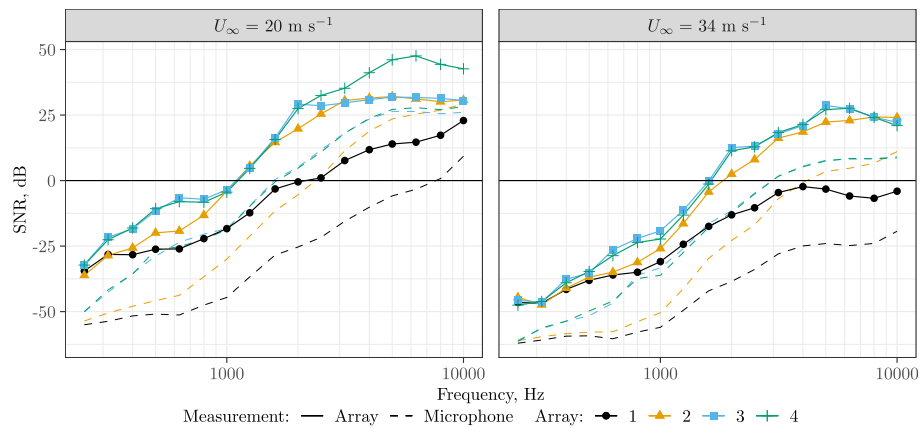 U∞ = 20 m s⁻¹
U∞ = 34 m s⁻¹
SNR, dB
50
25
0
-25
-50
1000
10000
1000
10000
Frequency, Hz
Measurement: Array Microphone Array: 1 2 3 4